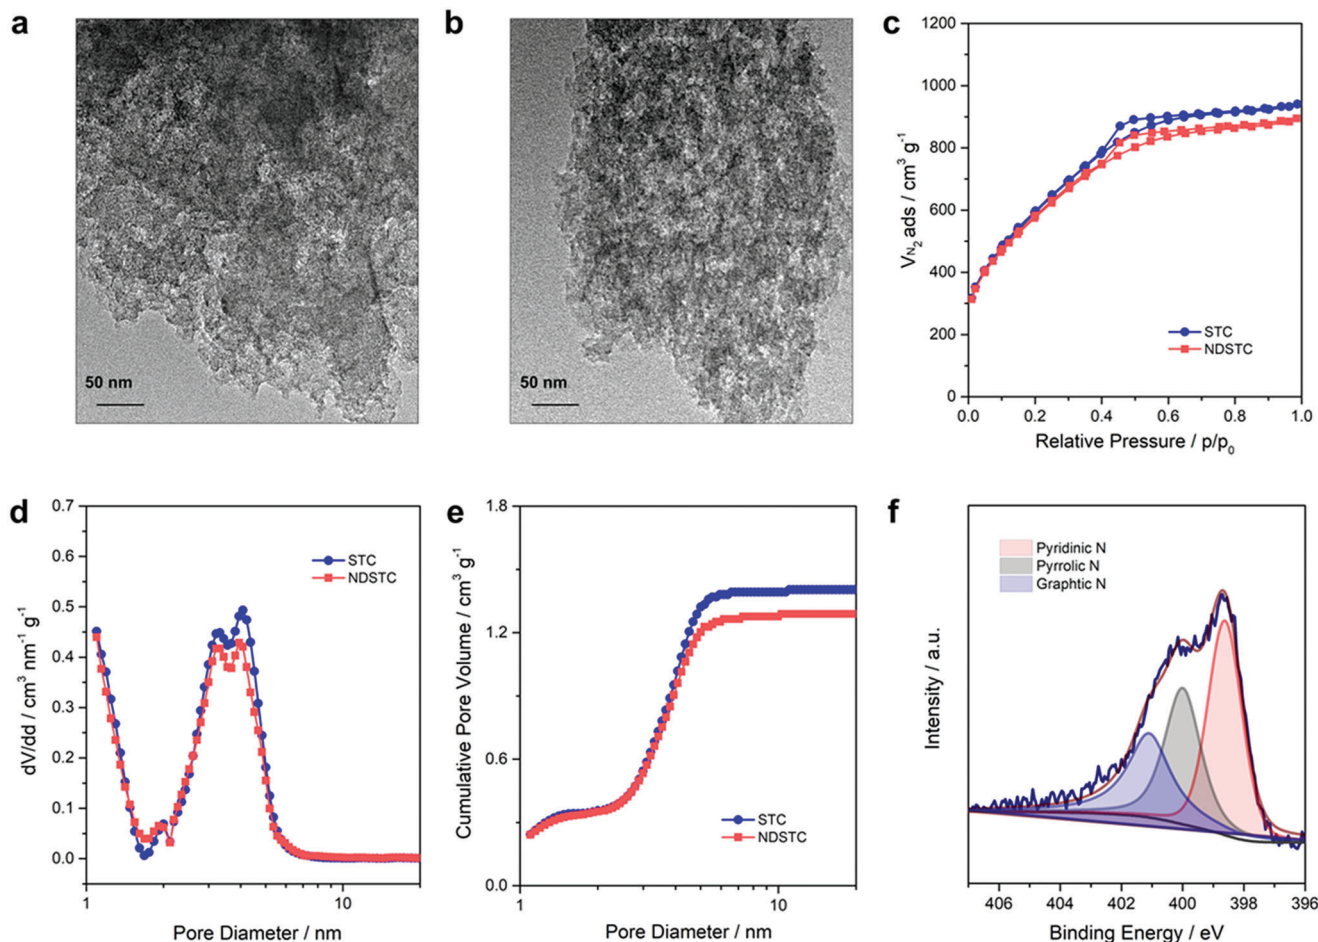 a
50 nm
b
50 nm
c
1200
1000
800
600
400
200
0
V_N₂ ads / cm³ g⁻¹
STC
NDSTC
0.0 0.2 0.4 0.6 0.8 1.0
Relative Pressure / p/p₀
d
0.7
0.6
0.5
0.4
0.3
0.2
0.1
0.0
dV/dd / cm³ nm⁻¹ g⁻¹
STC
NDSTC
1 10
Pore Diameter / nm
e
1.8
1.2
0.6
0.0
Cumulative Pore Volume / cm³ g⁻¹
STC
NDSTC
1 10
Pore Diameter / nm
f
Pyridinic N
Pyrrolic N
Graphtic N
Intensity / a.u.
406 404 402 400 398 396
Binding Energy / eV